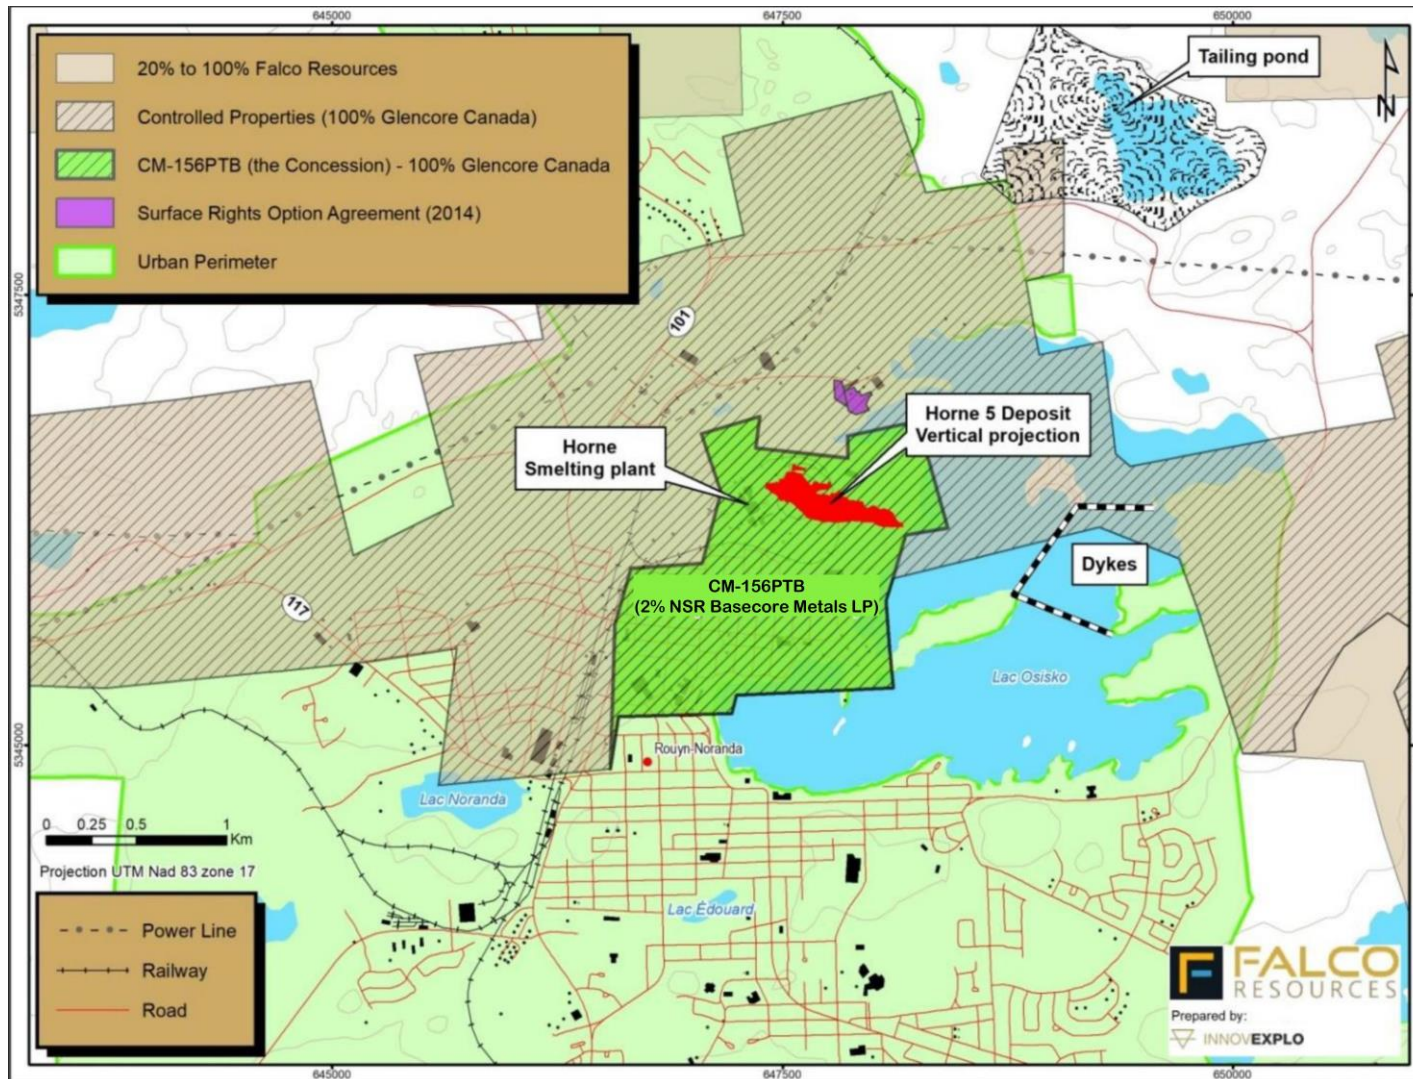 645000
647500
650000
20% to 100% Falco Resources
Controlled Properties (100% Glencore Canada)
CM-156PTB (the Concession) - 100% Glencore Canada
Surface Rights Option Agreement (2014)
Urban Perimeter
Tailing pond
N
5347500
101
Horne
Smelting plant
Horne 5 Deposit
Vertical projection
CM-156PTB
(2% NSR Basecore Metals LP)
Dykes
117
Lac Osisko
5345000
Rouyn-Noranda
Lac Noranda
0 0.25 0.5 1
Km
Projection UTM Nad 83 zone 17
Lac Édouard
Power Line
Railway
Road
FALCO
RESOURCES
Prepared by:
INNOVEXPLO
645000
647500
650000